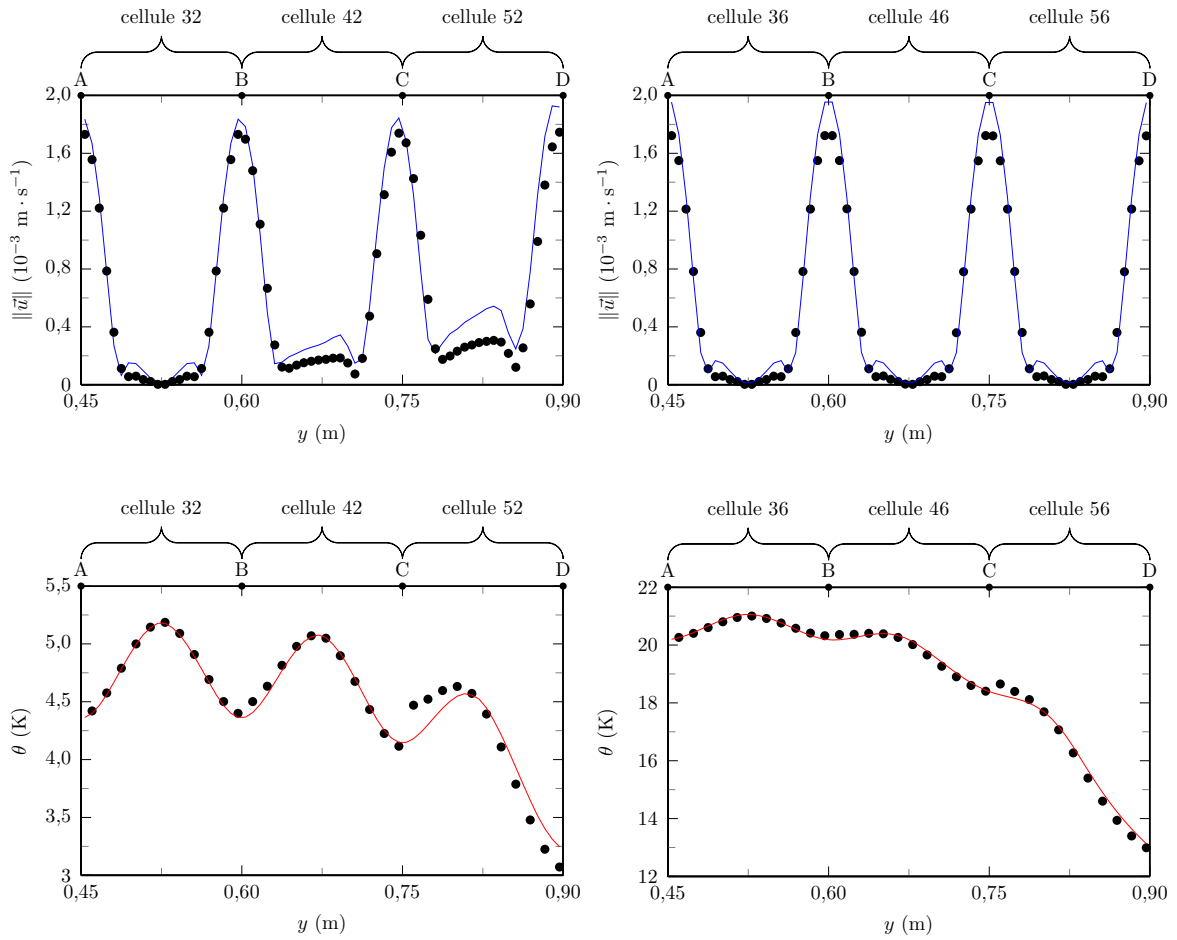 cellule 32 cellule 42 cellule 52
A B C D
2,0
1,6
1,2
0,8
0,4
0
‖u⃗‖ (10⁻³ m · s⁻¹)
0,45 0,60 0,75 0,90
y (m)
cellule 36 cellule 46 cellule 56
A B C D
2,0
1,6
1,2
0,8
0,4
0
‖u⃗‖ (10⁻³ m · s⁻¹)
0,45 0,60 0,75 0,90
y (m)
cellule 32 cellule 42 cellule 52
A B C D
5,5
5,0
4,5
4,0
3,5
3
θ (K)
0,45 0,60 0,75 0,90
y (m)
cellule 36 cellule 46 cellule 56
A B C D
22
20
18
16
14
12
θ (K)
0,45 0,60 0,75 0,90
y (m)